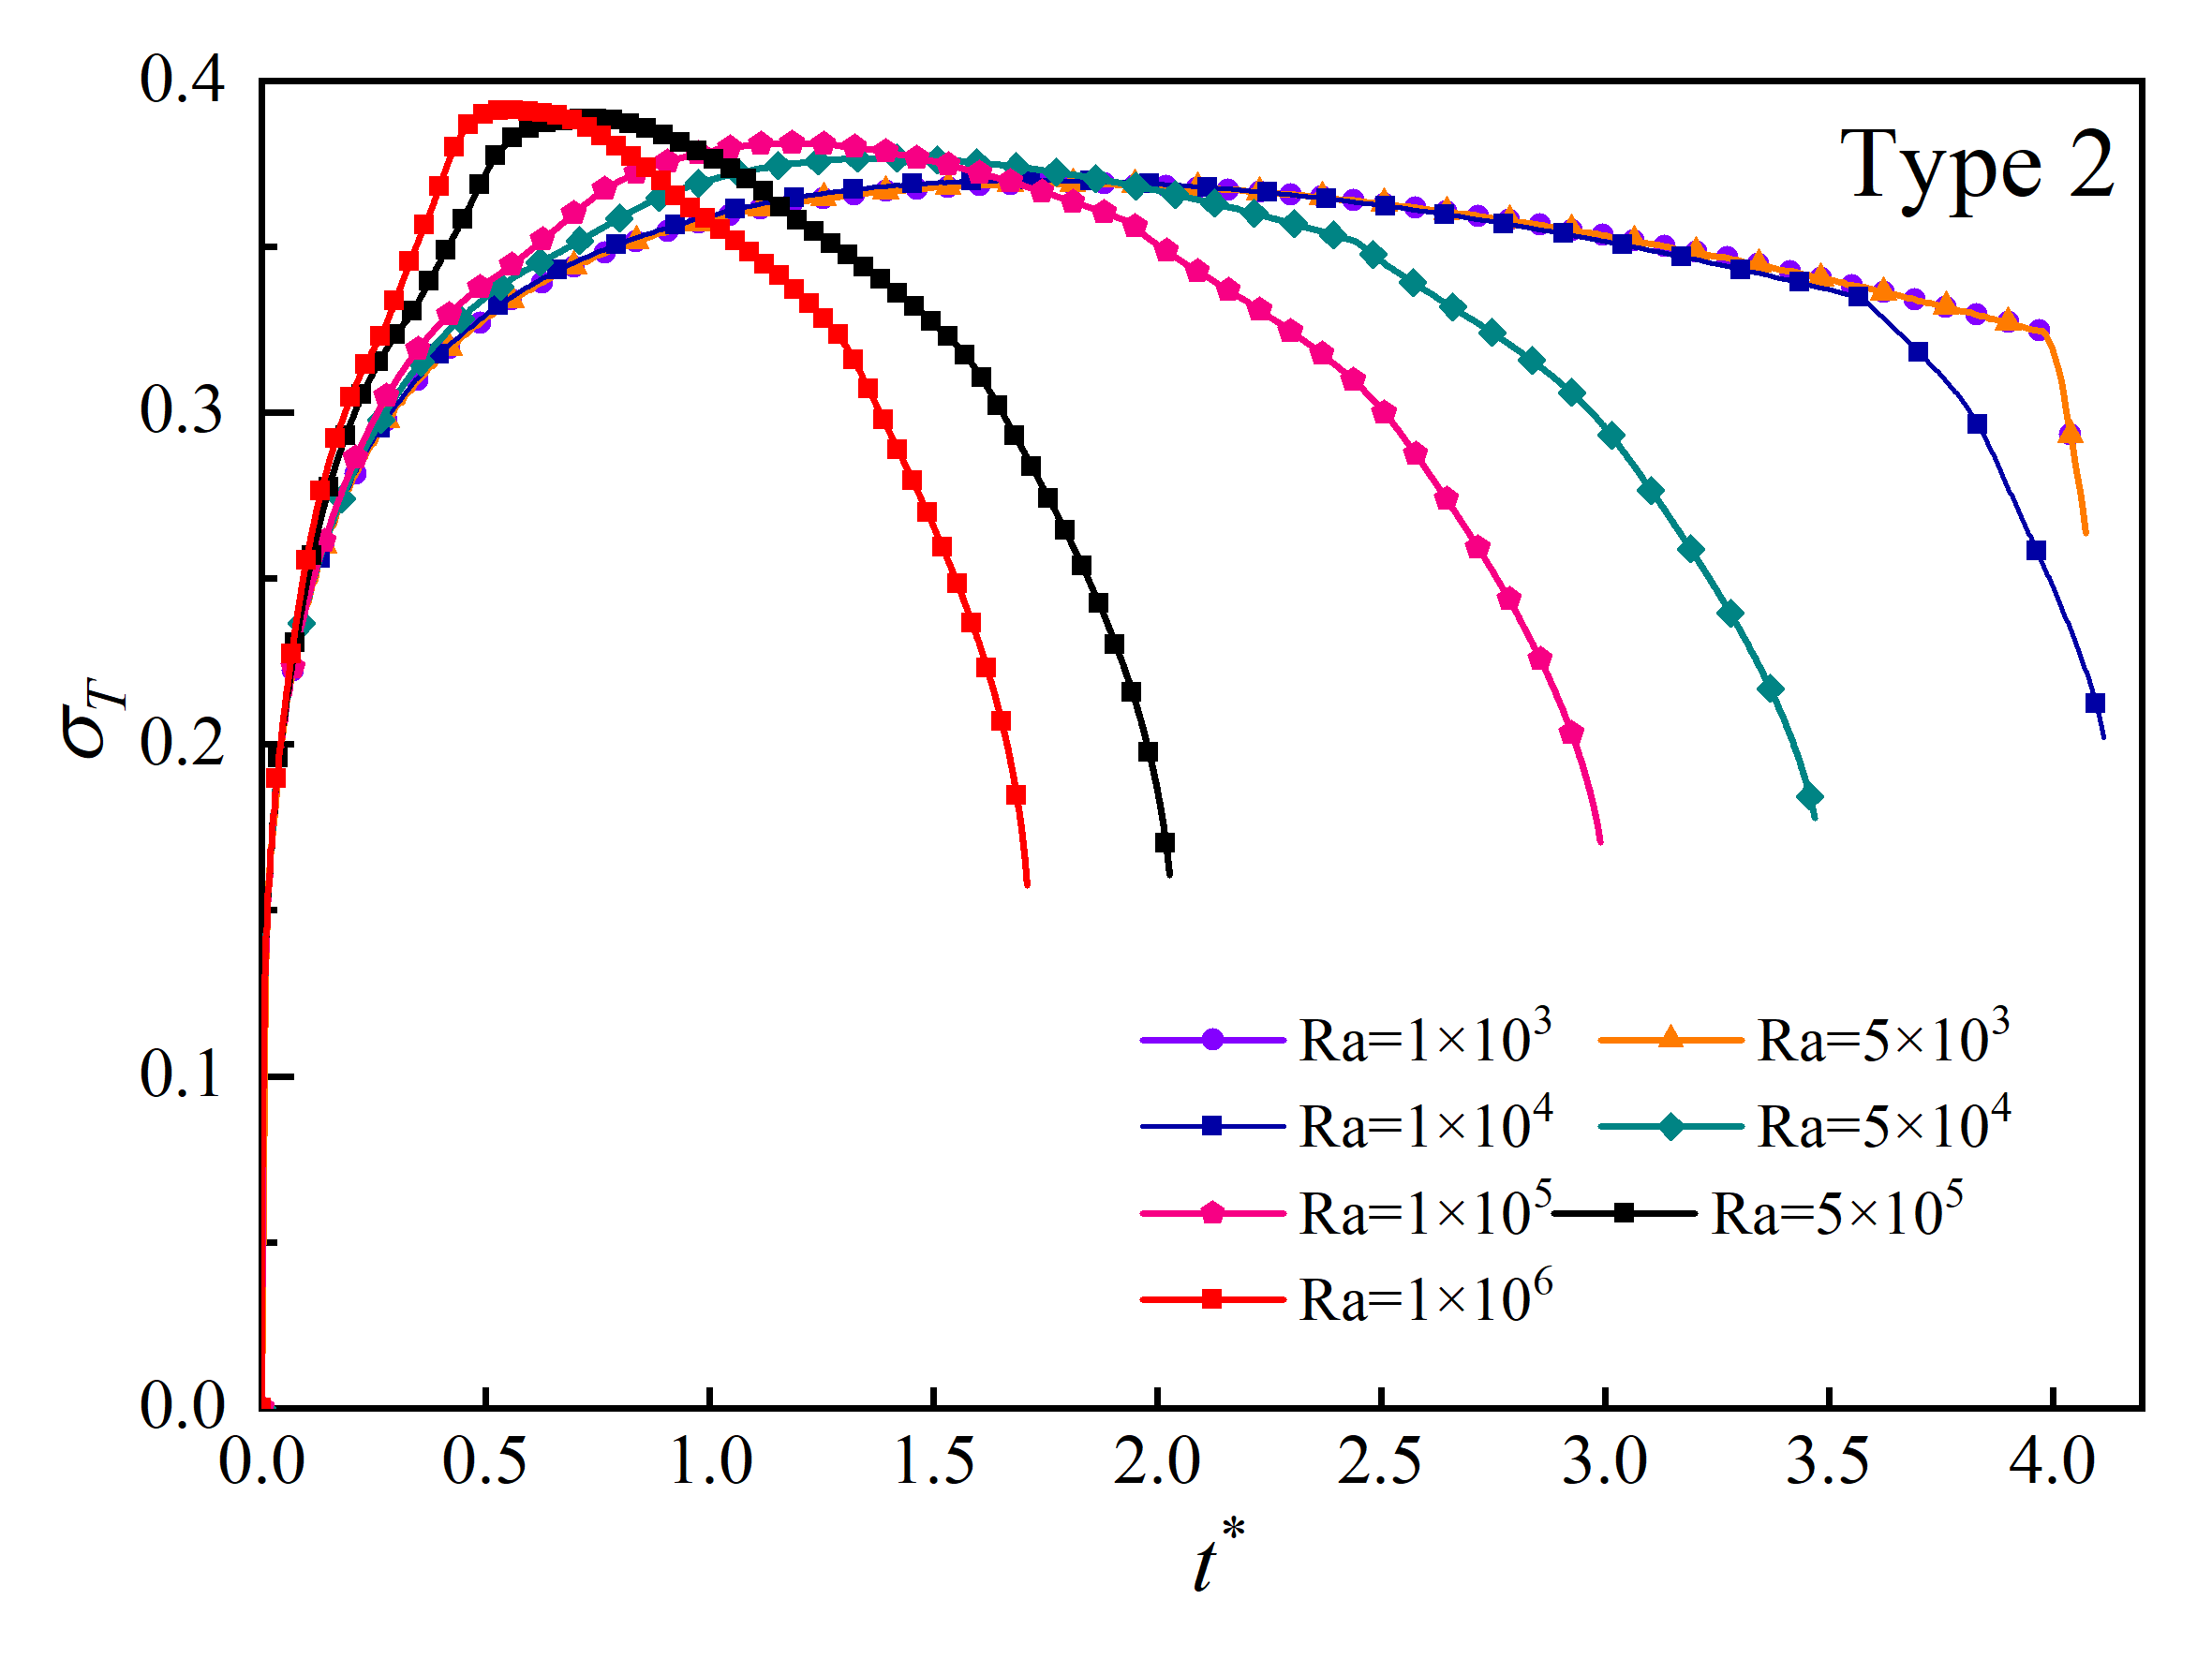 Type 2
σT
0.4
0.3
0.2
0.1
0.0
Ra=1×10³ Ra=5×10³
Ra=1×10⁴ Ra=5×10⁴
Ra=1×10⁵ Ra=5×10⁵
Ra=1×10⁶
0.0 0.5 1.0 1.5 2.0 2.5 3.0 3.5 4.0
t*